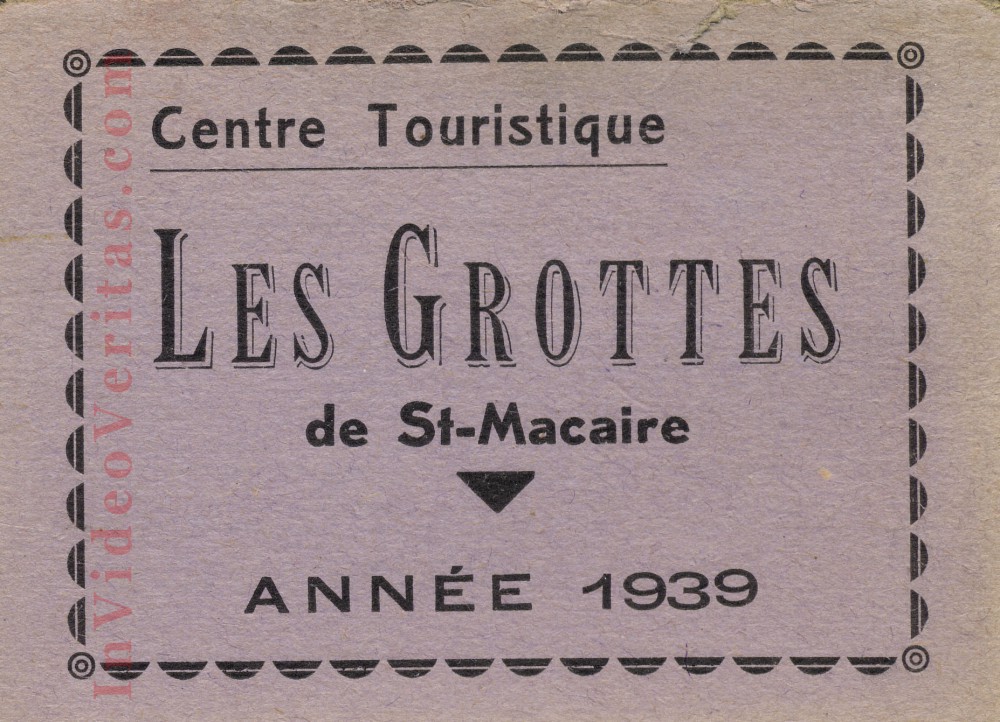 Centre Touristique
LES GROTTES
de St-Macaire
ANNÉE 1939
InVideoVeritas.com